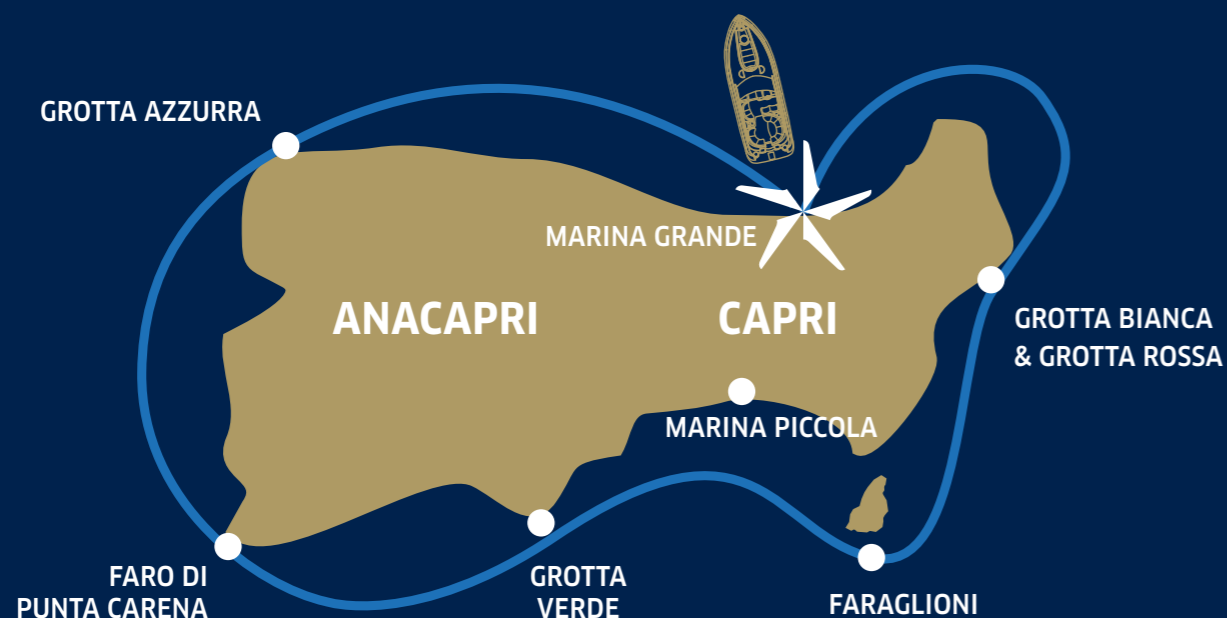 GROTTA AZZURRA
MARINA GRANDE
ANACAPRI
CAPRI
GROTTA BIANCA
& GROTTA ROSSA
MARINA PICCOLA
FARO DI
PUNTA CARENA
GROTTA
VERDE
FARAGLIONI